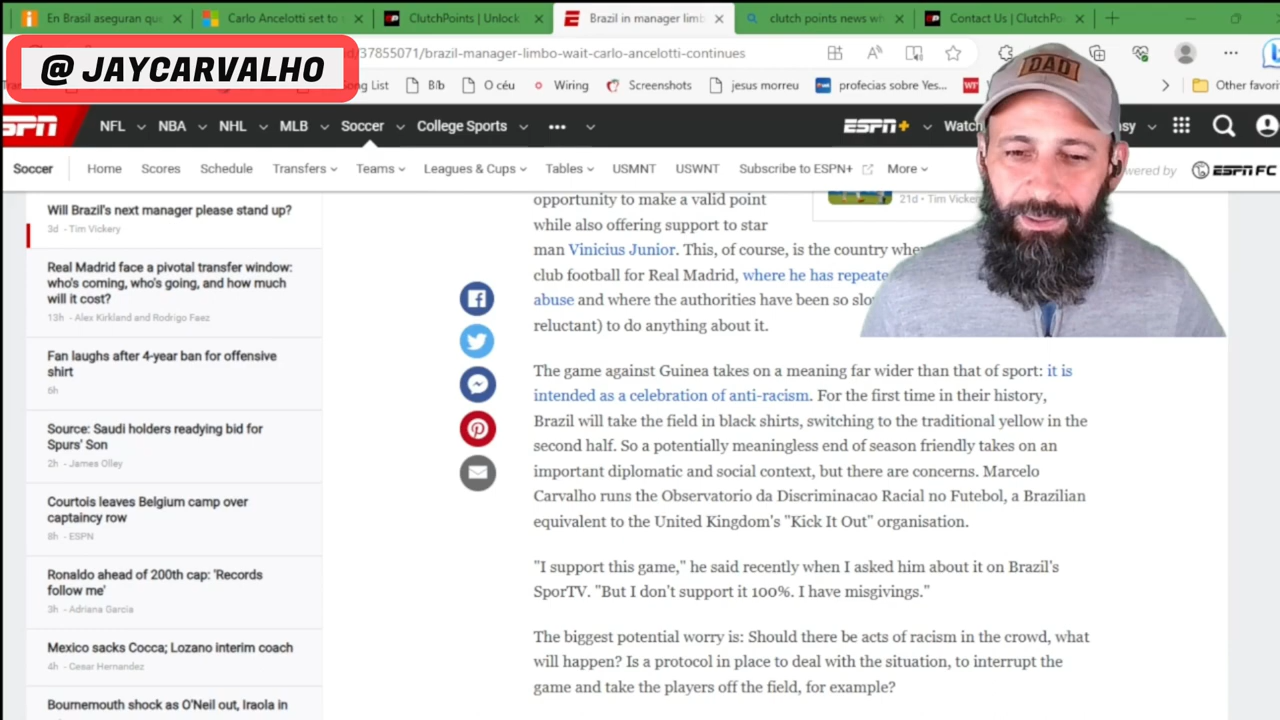 En Brasil aseguran que
Carlo Ancelotti set to
ClutchPoints | Unlock
Brazil in manager limb
clutch points news wh
Contact Us | ClutchPo
@ JAYCARVALHO
/37855071/brazil-manager-limbo-wait-carlo-ancelotti-continues
ng List
Bíb
O céu
Wiring
Screenshots
jesus morreu
profecias sobre Yes...
WF
Other favori
NFL
NBA
NHL
MLB
Soccer
College Sports
ESPN+
Watch
Soccer
Home
Scores
Schedule
Transfers
Teams
Leagues & Cups
Tables
USMNT
USWNT
Subscribe to ESPN+
More
wered by
ESPN FC
DAD
Will Brazil's next manager please stand up?
3d - Tim Vickery
Real Madrid face a pivotal transfer window:
who's coming, who's going, and how much
will it cost?
13h - Alex Kirkland and Rodrigo Faez
Fan laughs after 4-year ban for offensive
shirt
6h
Source: Saudi holders readying bid for
Spurs' Son
2h - James Olley
Courtois leaves Belgium camp over
captaincy row
8h - ESPN
Ronaldo ahead of 200th cap: 'Records
follow me'
3h - Adriana Garcia
Mexico sacks Cocca; Lozano interim coach
4h - Cesar Hernandez
Bournemouth shock as O'Neil out, Iraola in
opportunity to make a valid point
while also offering support to star
man Vinicius Junior. This, of course, is the country whe
club football for Real Madrid, where he has repeate
abuse and where the authorities have been so slo
reluctant) to do anything about it.
21d • Tim Vicker
The game against Guinea takes on a meaning far wider than that of sport: it is
intended as a celebration of anti-racism. For the first time in their history,
Brazil will take the field in black shirts, switching to the traditional yellow in the
second half. So a potentially meaningless end of season friendly takes on an
important diplomatic and social context, but there are concerns. Marcelo
Carvalho runs the Observatorio da Discriminacao Racial no Futebol, a Brazilian
equivalent to the United Kingdom's "Kick It Out" organisation.
"I support this game," he said recently when I asked him about it on Brazil's
SporTV. "But I don't support it 100%. I have misgivings."
The biggest potential worry is: Should there be acts of racism in the crowd, what
will happen? Is a protocol in place to deal with the situation, to interrupt the
game and take the players off the field, for example?